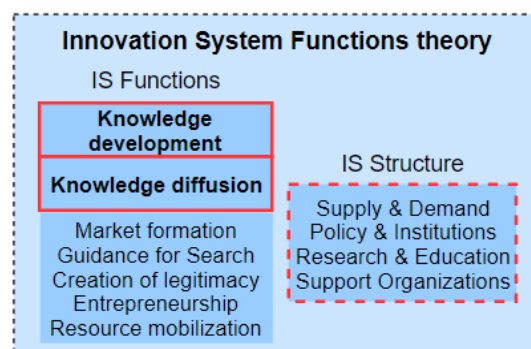 Innovation System Functions theory
IS Functions
Knowledge
development
Knowledge diffusion
Market formation
Guidance for Search
Creation of legitimacy
Entrepreneurship
Resource mobilization
IS Structure
Supply & Demand
Policy & Institutions
Research & Education
Support Organizations